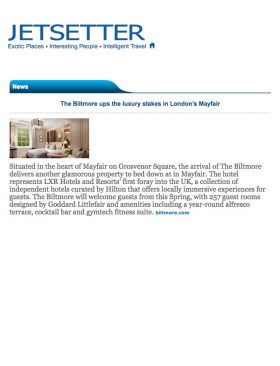 JETSETTER
Exotic Places • Interesting People • Intelligent Travel
News
The Biltmore ups the luxury stakes in London's Mayfair
Situated in the heart of Mayfair on Grosvenor Square, the arrival of The Biltmore
delivers another glamorous property to bed down at in Mayfair. The hotel
represents LXR Hotels and Resorts' first foray into the UK, a collection of
independent hotels curated by Hilton that offers locally immersive experiences for
guests. The Biltmore will welcome guests from this Spring, with 257 guest rooms
designed by Goddard Littlefair and amenities including a year-round alfresco
terrace, cocktail bar and gymtech fitness suite. biltmore.com